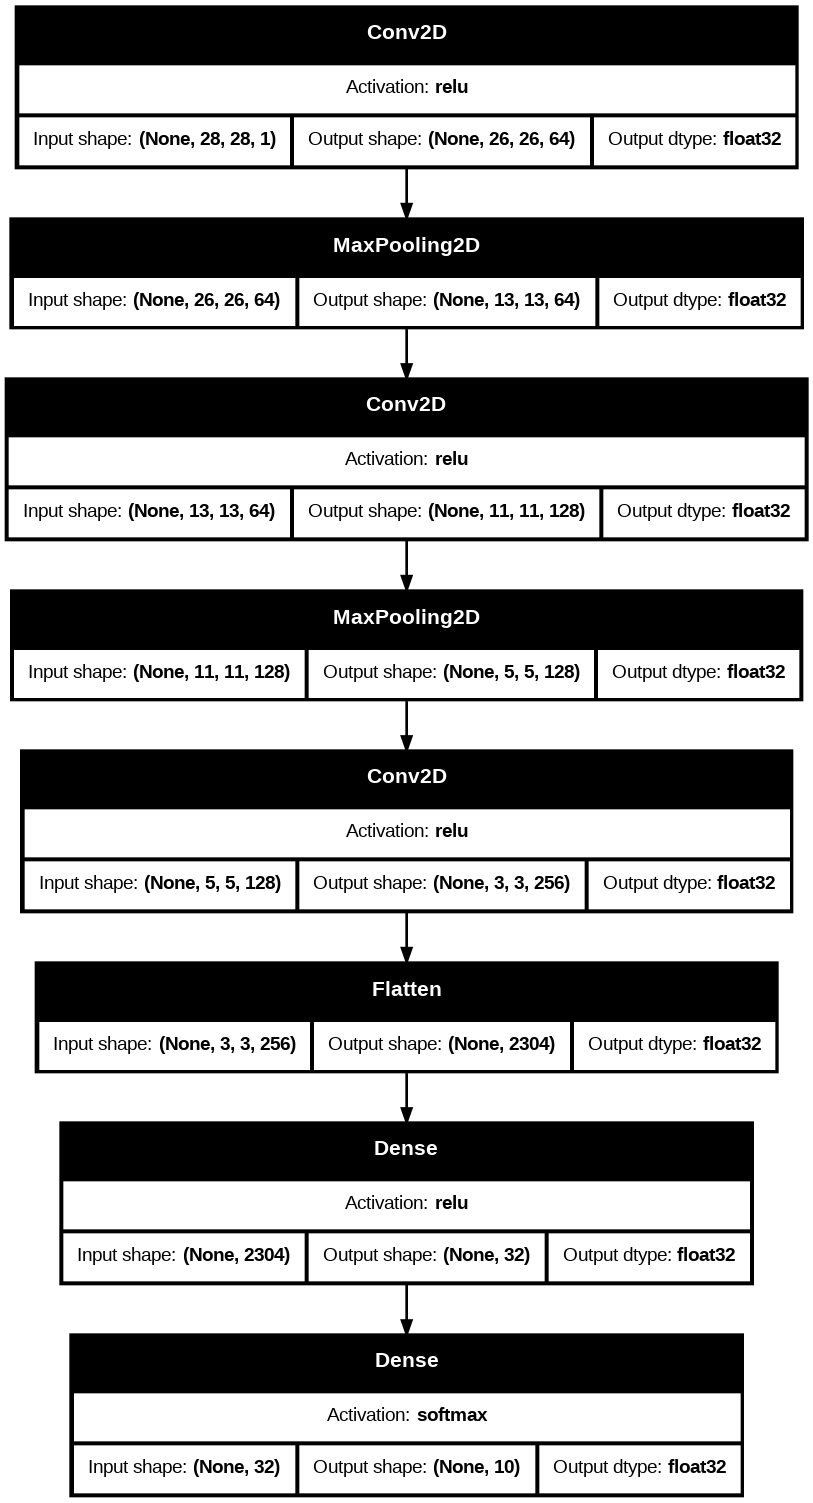 Conv2D
Activation: relu
Input shape: (None, 28, 28, 1) Output shape: (None, 26, 26, 64) Output dtype: float32
MaxPooling2D
Input shape: (None, 26, 26, 64) Output shape: (None, 13, 13, 64) Output dtype: float32
Conv2D
Activation: relu
Input shape: (None, 13, 13, 64) Output shape: (None, 11, 11, 128) Output dtype: float32
MaxPooling2D
Input shape: (None, 11, 11, 128) Output shape: (None, 5, 5, 128) Output dtype: float32
Conv2D
Activation: relu
Input shape: (None, 5, 5, 128) Output shape: (None, 3, 3, 256) Output dtype: float32
Flatten
Input shape: (None, 3, 3, 256) Output shape: (None, 2304) Output dtype: float32
Dense
Activation: relu
Input shape: (None, 2304) Output shape: (None, 32) Output dtype: float32
Dense
Activation: softmax
Input shape: (None, 32) Output shape: (None, 10) Output dtype: float32